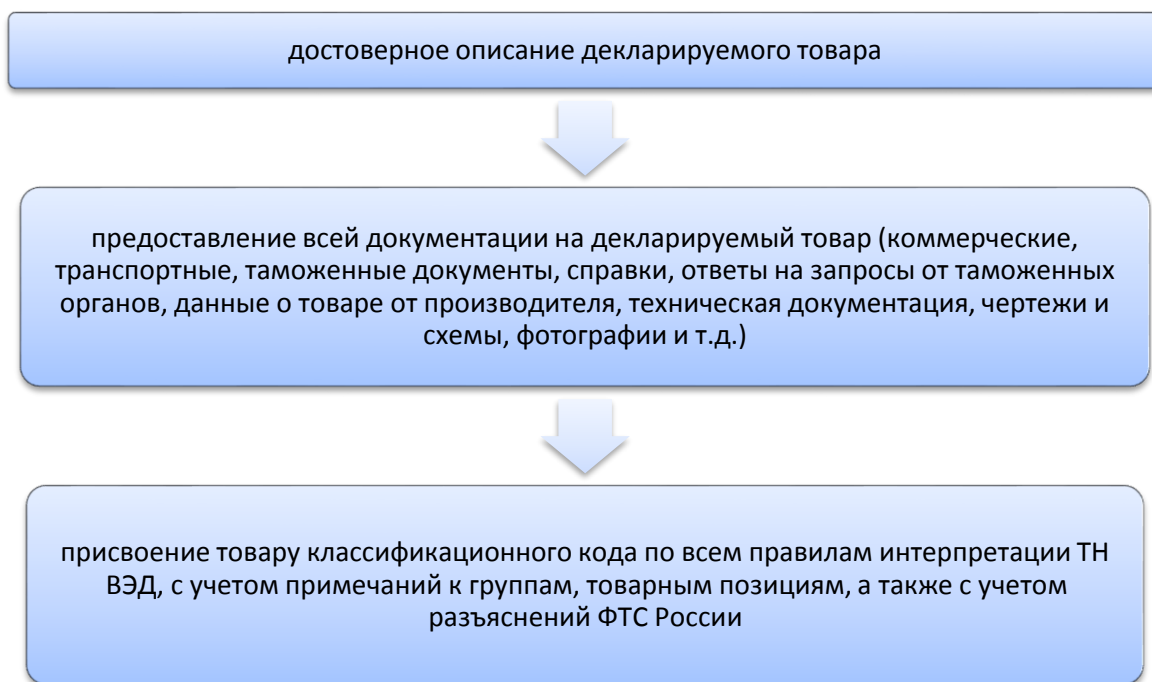 достоверное описание декларируемого товара
предоставление всей документации на декларируемый товар (коммерческие,
транспортные, таможенные документы, справки, ответы на запросы от таможенных
органов, данные о товаре от производителя, техническая документация, чертежи и
схемы, фотографии и т.д.)
присвоение товару классификационного кода по всем правилам интерпретации ТН
ВЭД, с учетом примечаний к группам, товарным позициям, а также с учетом
разъяснений ФТС России